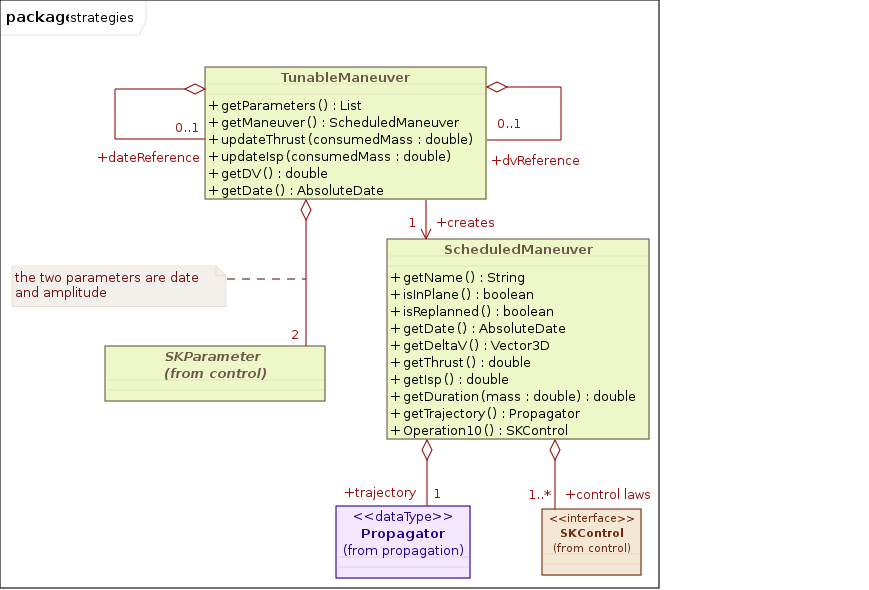 package strategies
TunableManeuver
+ getParameters() : List
+ getManeuver() : ScheduledManeuver
+ updateThrust(consumedMass : double)
+ updateIsp(consumedMass : double)
+ getDV() : double
+ getDate() : AbsoluteDate
0..1
+dateReference
0..1
+dvReference
1
+creates
the two parameters are date
and amplitude
2
SKParameter
(from control)
ScheduledManeuver
+ getName() : String
+ isInPlane() : boolean
+ isReplanned() : boolean
+ getDate() : AbsoluteDate
+ getDeltaV() : Vector3D
+ getThrust() : double
+ getIsp() : double
+ getDuration(mass : double) : double
+ getTrajectory() : Propagator
+ Operation10() : SKControl
+trajectory
1
1..*
+control laws
<<dataType>>
Propagator
(from propagation)
<<interface>>
SKControl
(from control)